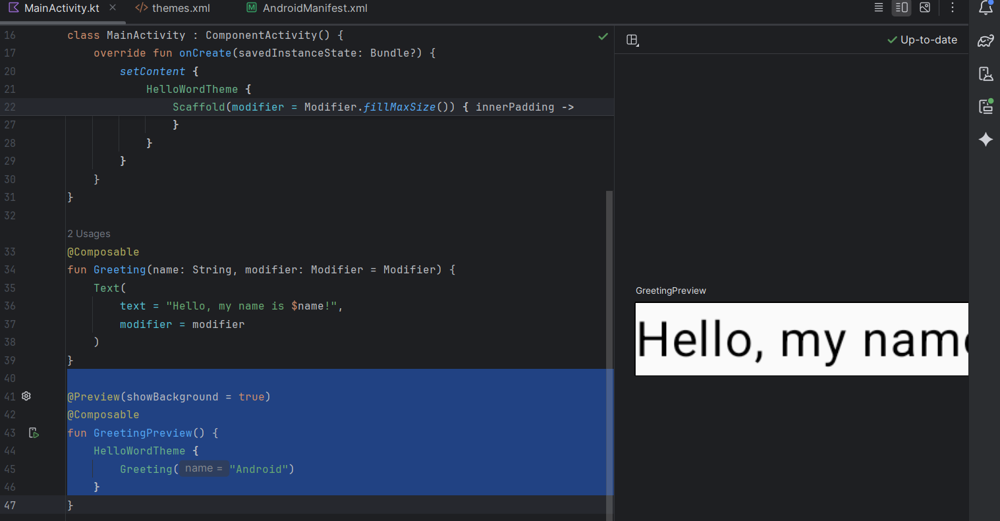 MainActivity.kt
themes.xml
AndroidManifest.xml
16 class MainActivity : ComponentActivity() {
17     override fun onCreate(savedInstanceState: Bundle?) {
20         setContent {
21             HelloWordTheme {
22                 Scaffold(modifier = Modifier.fillMaxSize()) { innerPadding ->
27                 }
28             }
29         }
30     }
31 }
32
2 Usages
33 @Composable
34 fun Greeting(name: String, modifier: Modifier = Modifier) {
35     Text(
36         text = "Hello, my name is $name!",
37         modifier = modifier
38     )
39 }
40
41 @Preview(showBackground = true)
42 @Composable
43 fun GreetingPreview() {
44     HelloWordTheme {
45         Greeting( name = "Android")
46     }
47 }
Up-to-date
GreetingPreview
Hello, my name